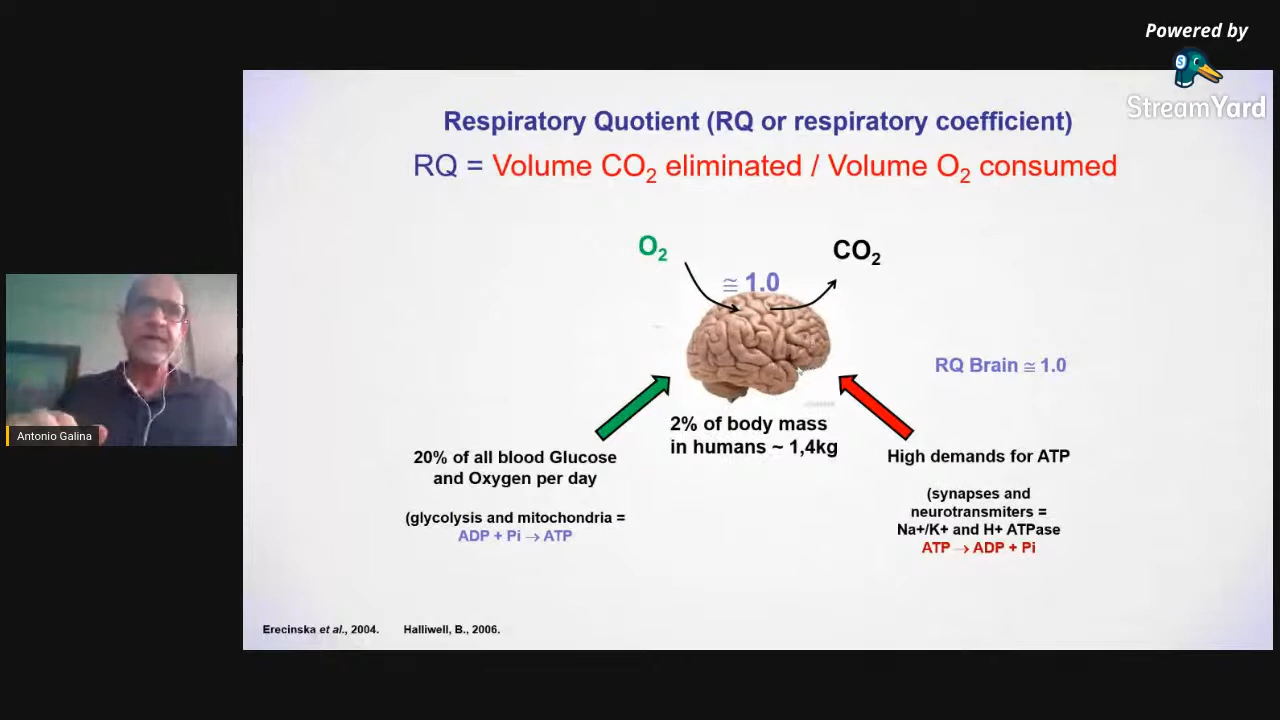 Powered by
StreamYard
Respiratory Quotient (RQ or respiratory coefficient)
RQ = Volume CO₂ eliminated / Volume O₂ consumed
O₂
CO₂
≅ 1.0
RQ Brain ≅ 1.0
2% of body mass
in humans ~ 1,4kg
20% of all blood Glucose
and Oxygen per day
(glycolysis and mitochondria =
ADP + Pi → ATP
High demands for ATP
(synapses and
neurotransmiters =
Na+/K+ and H+ ATPase
ATP → ADP + Pi
Antonio Galina
Erecinska et al., 2004. Halliwell, B., 2006.